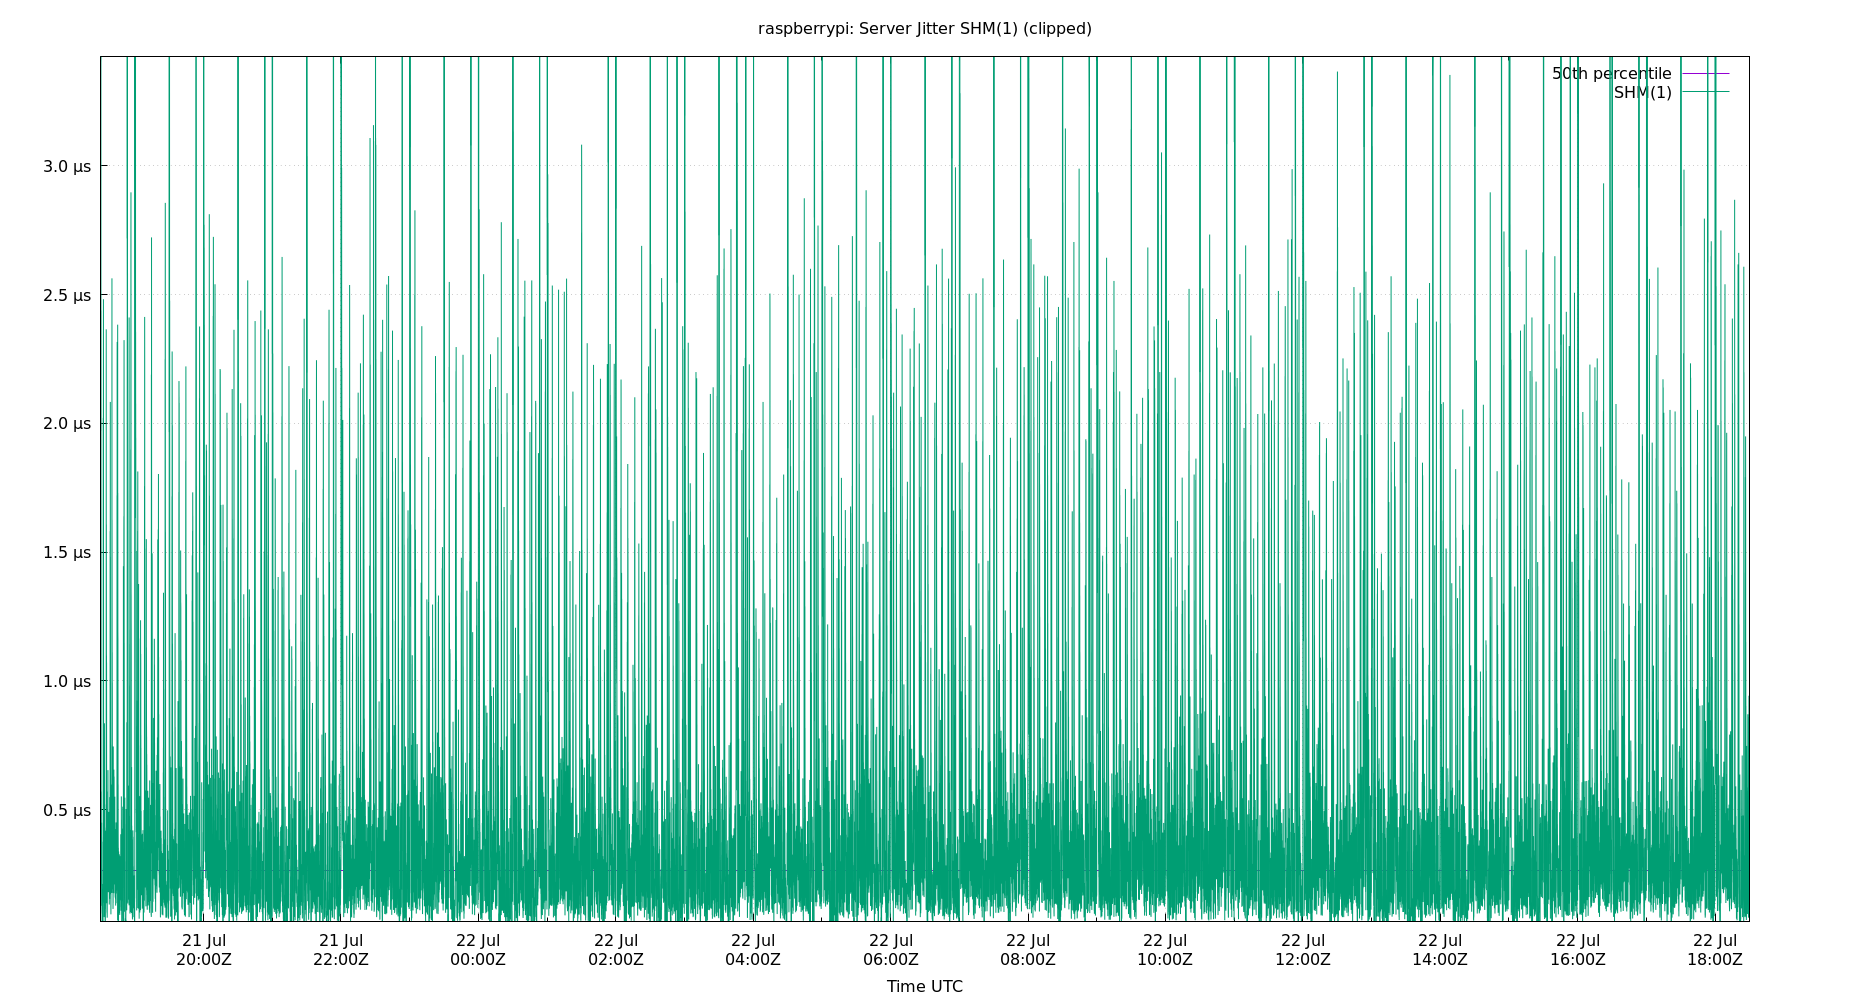 raspberrypi: Server Jitter SHM(1) (clipped)
50th percentile
SHM(1)
3.0 µs
2.5 µs
2.0 µs
1.5 µs
1.0 µs
0.5 µs
21 Jul 21 Jul 22 Jul 22 Jul 22 Jul 22 Jul 22 Jul 22 Jul 22 Jul 22 Jul 22 Jul 22 Jul
20:00Z 22:00Z 00:00Z 02:00Z 04:00Z 06:00Z 08:00Z 10:00Z 12:00Z 14:00Z 16:00Z 18:00Z
Time UTC